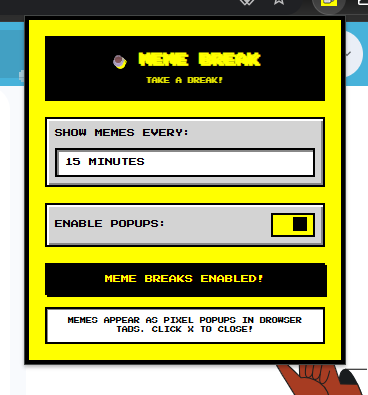 MEME BREAK
TAKE A BREAK!
SHOW MEMES EVERY:
15 MINUTES
ENABLE POPUPS:
MEME BREAKS ENABLED!
MEMES APPEAR AS PIXEL POPUPS IN BROWSER
TABS. CLICK X TO CLOSE!